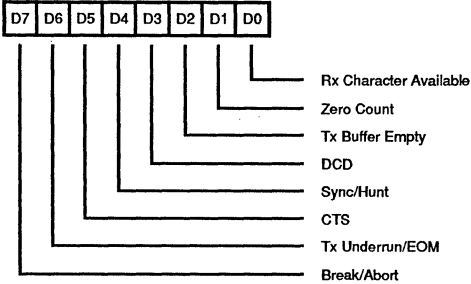 D7 D6 D5 D4 D3 D2 D1 D0
Rx Character Available
Zero Count
Tx Buffer Empty
DCD
Sync/Hunt
CTS
Tx Underrun/EOM
Break/Abort